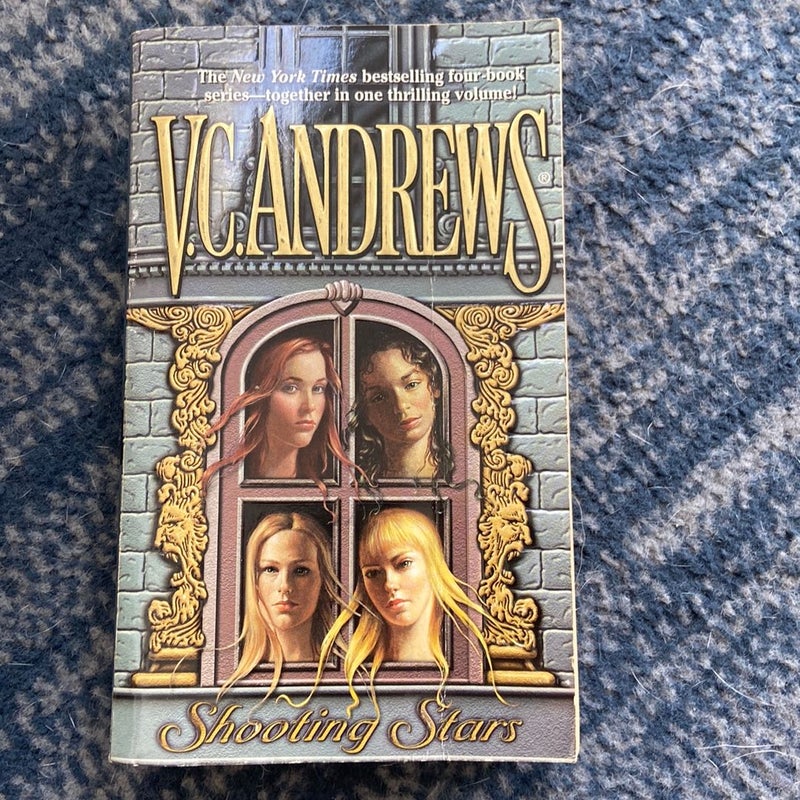 The New York Times bestselling four-book
series—together in one thrilling volume!
V.C. ANDREWS®
Shooting Stars